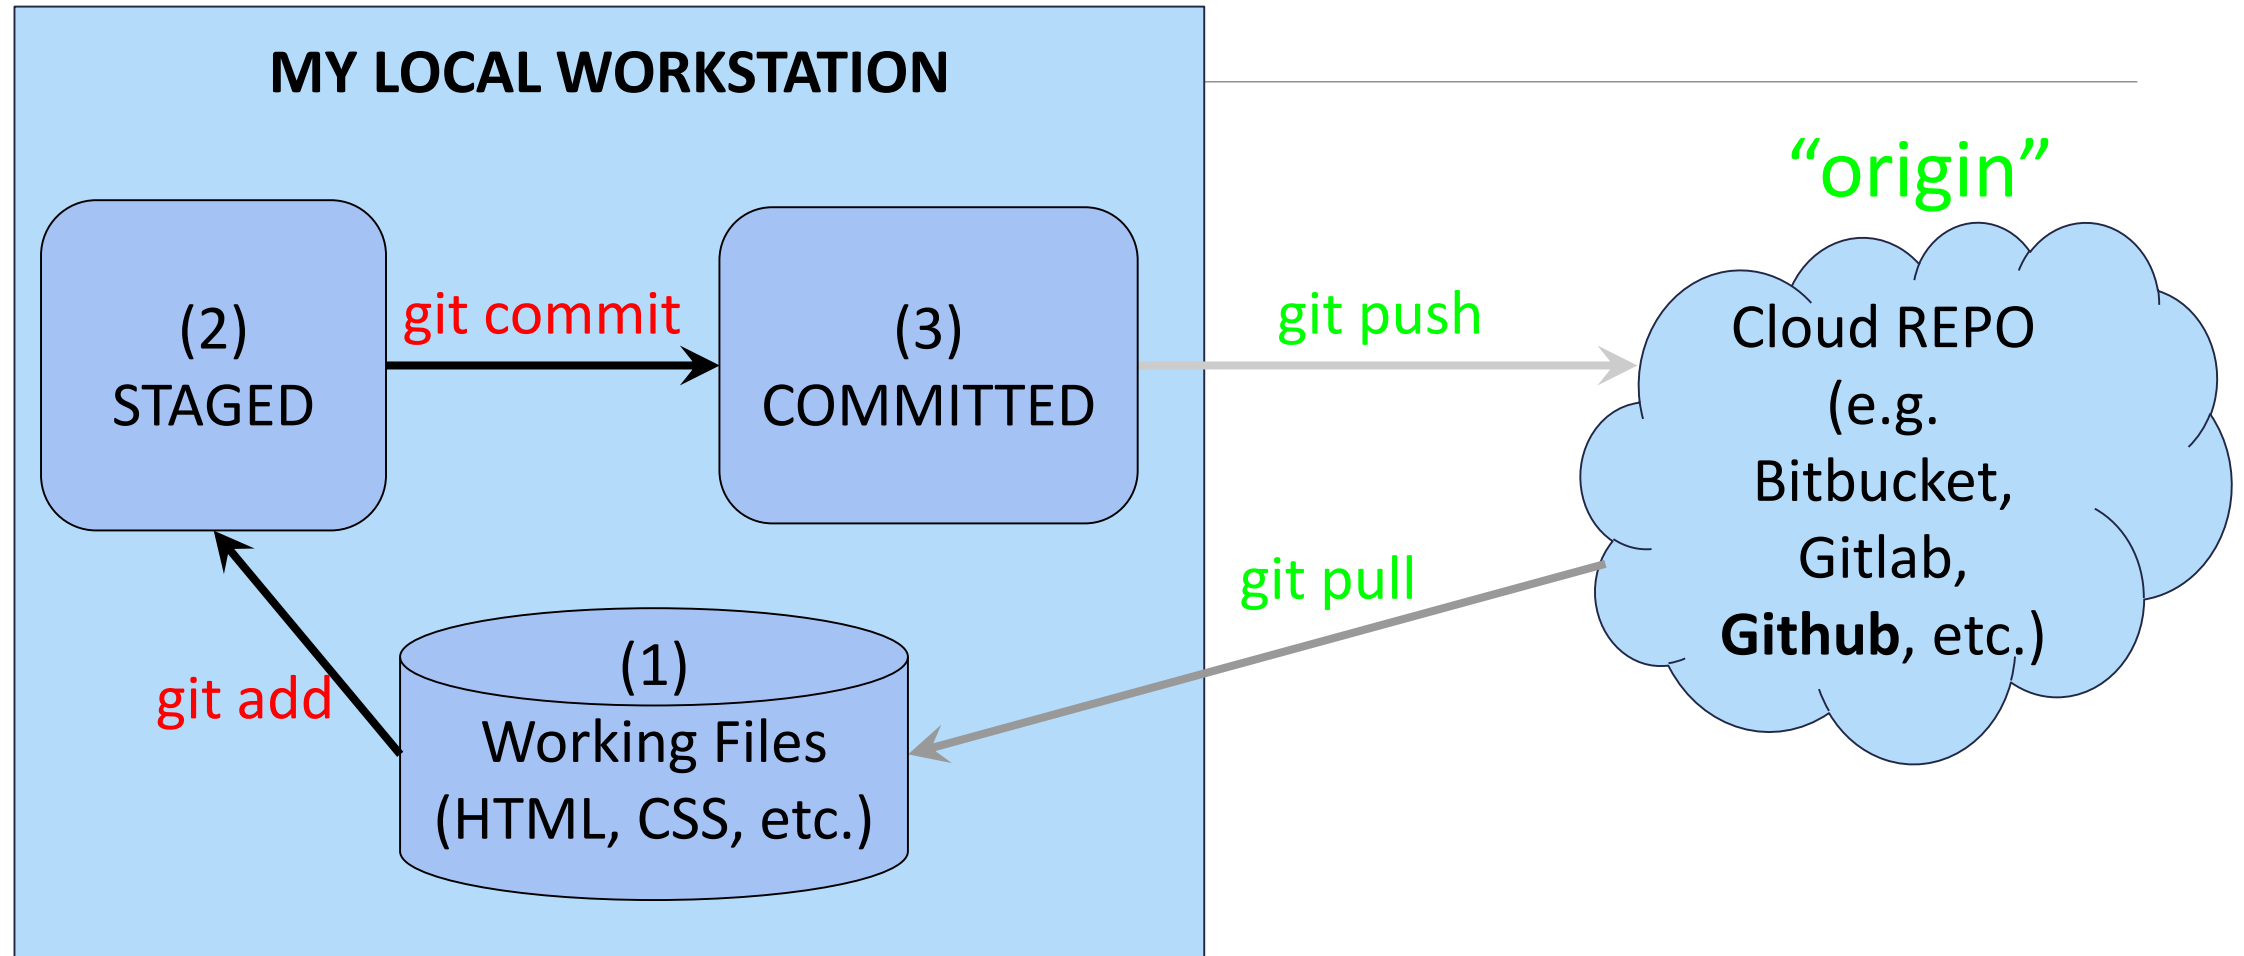 MY LOCAL WORKSTATION
“origin”
(2)
STAGED
git commit
(3)
COMMITTED
git push
Cloud REPO
(e.g.
Bitbucket,
Gitlab,
Github, etc.)
git pull
git add
(1)
Working Files
(HTML, CSS, etc.)